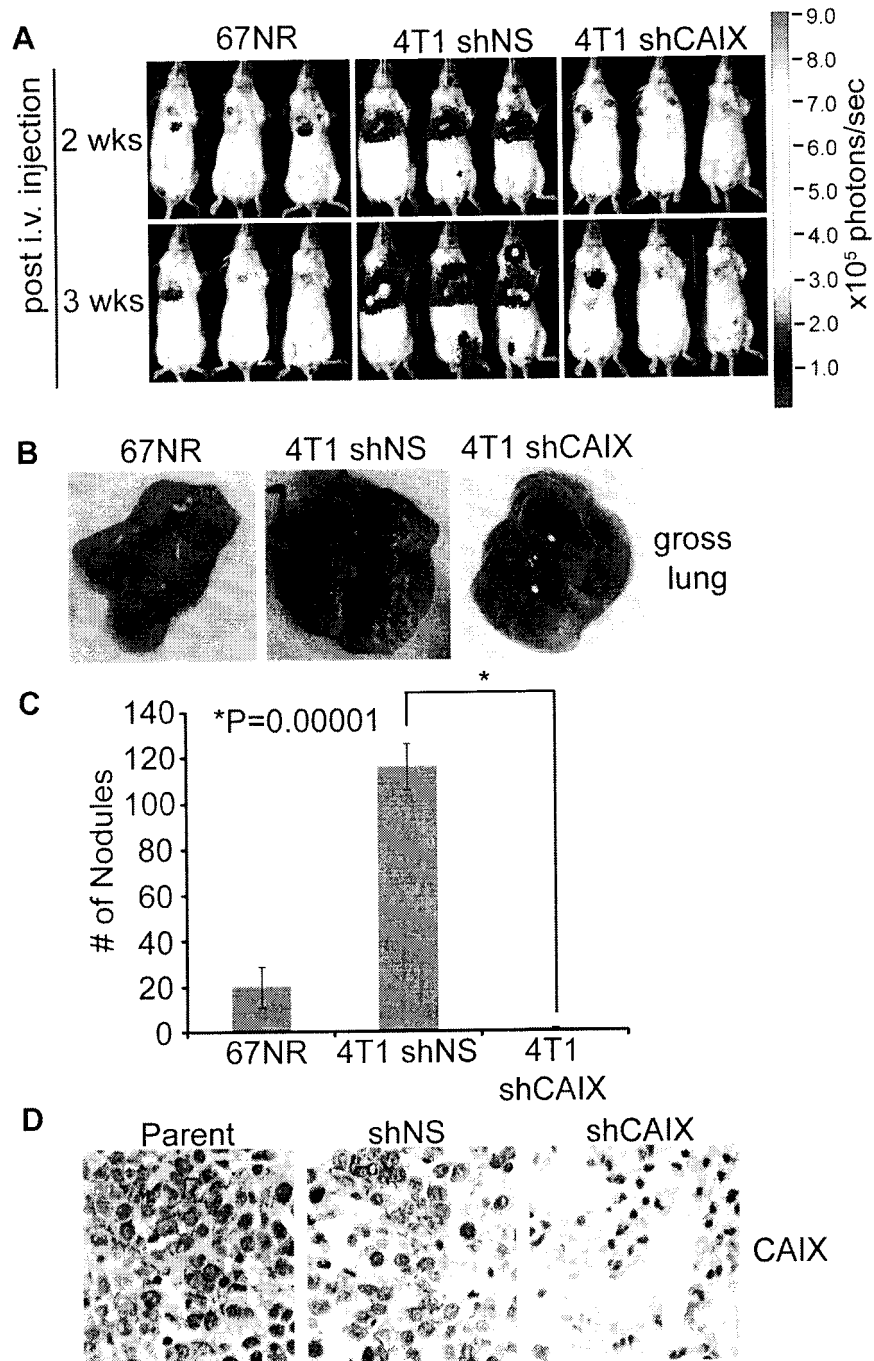 A
67NR
4T1 shNS
4T1 shCAIX
post i.v. injection
2 wks
3 wks
9.0
8.0
7.0
6.0
5.0
4.0
3.0
2.0
1.0
x10⁵ photons/sec
B
67NR
4T1 shNS
4T1 shCAIX
gross
lung
C
*P=0.00001
*
# of Nodules
140
120
100
80
60
40
20
0
67NR
4T1 shNS
4T1
shCAIX
D
Parent
shNS
shCAIX
CAIX